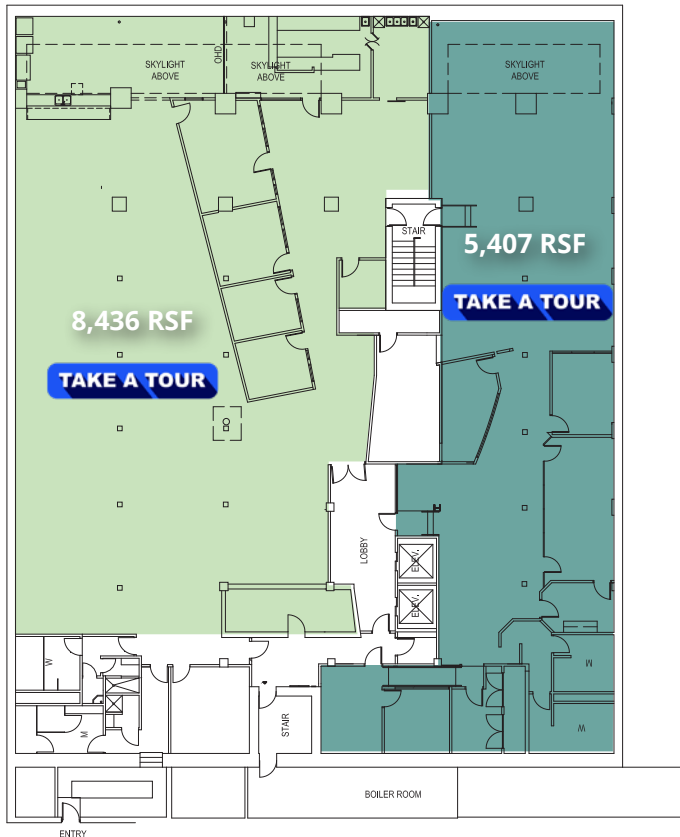 OHD
SKYLIGHT
ABOVE
SKYLIGHT
ABOVE
SKYLIGHT
ABOVE
STAIR
5,407 RSF
TAKE A TOUR
8,436 RSF
TAKE A TOUR
LOBBY
ELEV.
ELEV.
W
M
M
W
STAIR
BOILER ROOM
ENTRY